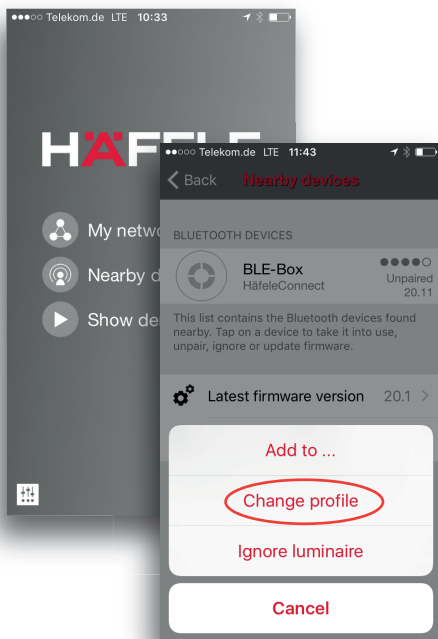 ●●●○○ Telekom.de LTE 10:33
HÄFELE
My netwo
Nearby d
Show de
●●○○○ Telekom.de LTE 11:43
Back
Nearby devices
BLUETOOTH DEVICES
BLE-Box
HäfeleConnect
Unpaired
20.11
This list contains the Bluetooth devices found
nearby. Tap on a device to take it into use,
unpair, ignore or update firmware.
Latest firmware version 20.1 >
Add to ...
Change profile
Ignore luminaire
Cancel